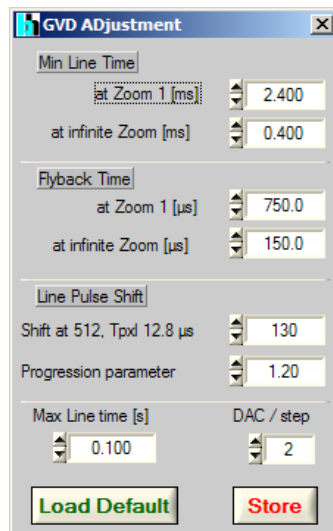 GVD ADjustment
Min Line Time
at Zoom 1 [ms] 2.400
at infinite Zoom [ms] 0.400
Flyback Time
at Zoom 1 [µs] 750.0
at infinite Zoom [µs] 150.0
Line Pulse Shift
Shift at 512, Tpxl 12.8 µs 130
Progression parameter 1.20
Max Line time [s] DAC / step
0.100 2
Load Default Store